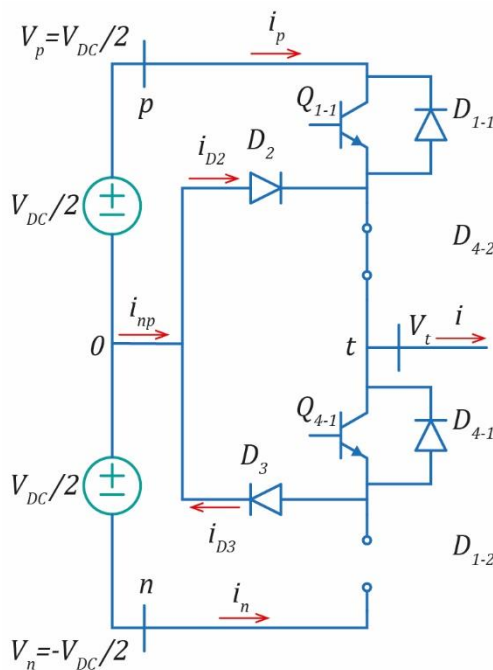 V_p=V_DC/2
i_p
p
Q_1-1
D_1-1
i_D2
D_2
V_DC/2
D_4-2
i_np
0
t
V_t
i
Q_4-1
D_4-1
D_3
V_DC/2
i_D3
D_1-2
n
i_n
V_n=-V_DC/2